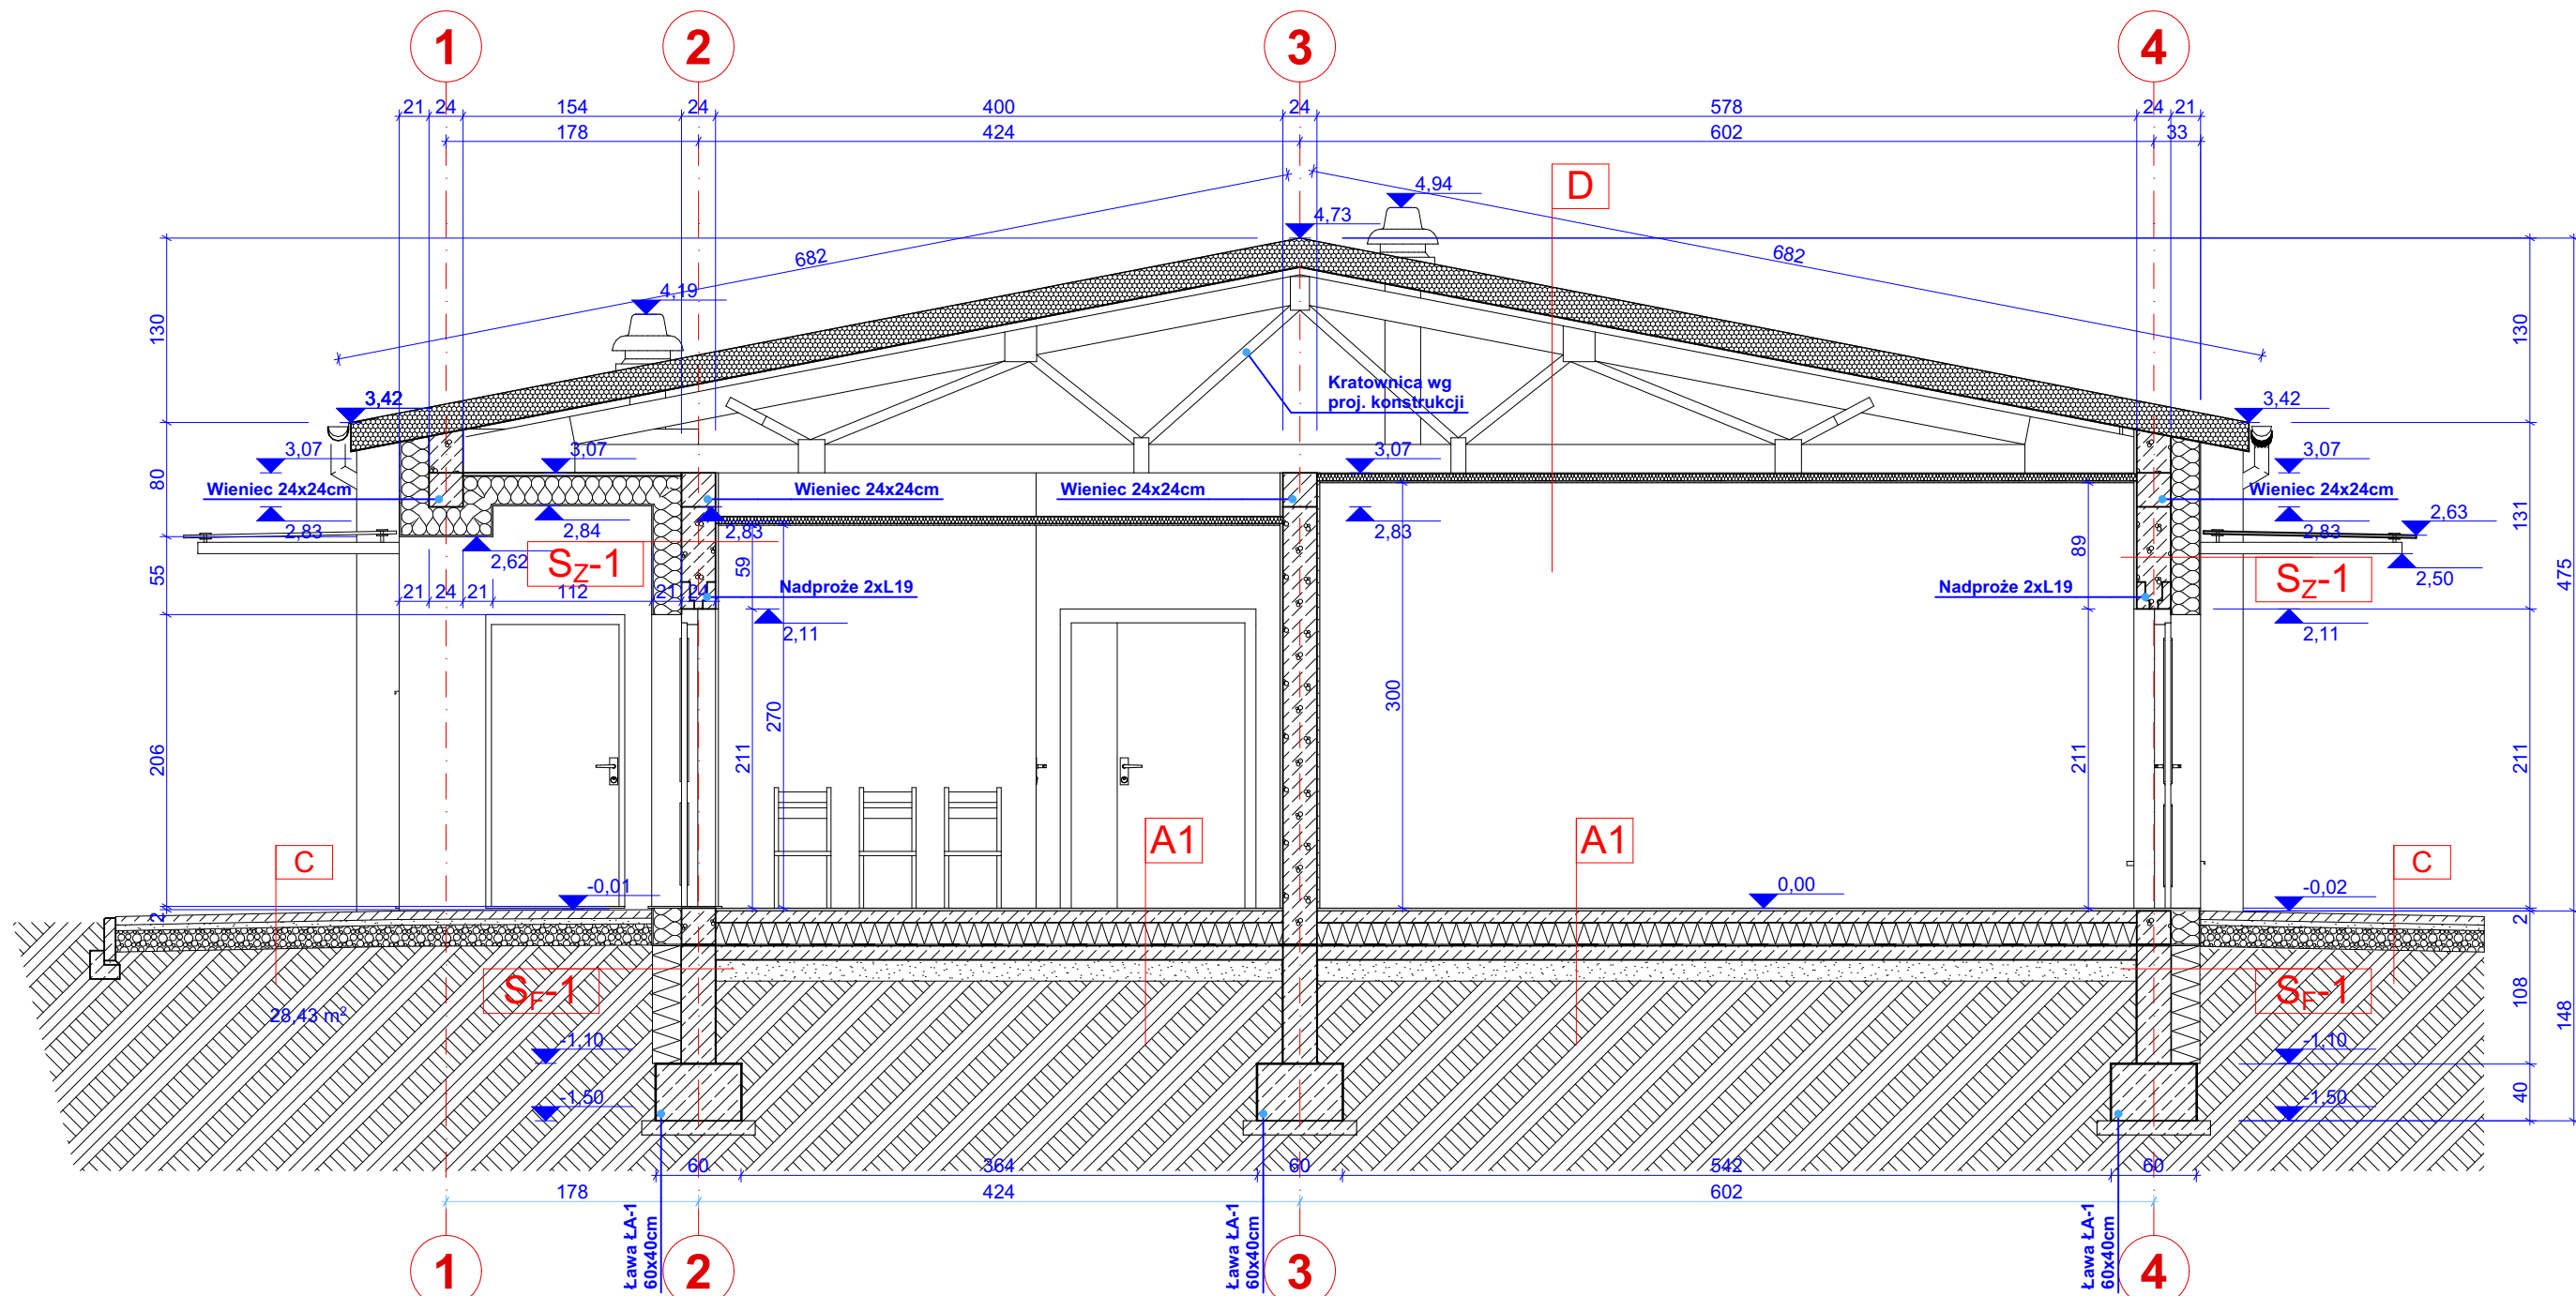 1 2 3 4
21 24 154 24 400 24 578 24 21
178 424 602 33
D
4,94
4,73
682 682
4,19
130 130
Kratownica wg
proj. konstrukcji
3,42 3,42
3,07 3,07 3,07 3,07
80
Wieniec 24x24cm Wieniec 24x24cm Wieniec 24x24cm Wieniec 24x24cm
131
2,63
2,83 2,84 2,83 2,83 2,83
2,62
SZ-1 SZ-1
59 89
55
2,50
475
21 24 21 112 21 24
Nadproże 2xL19 Nadproże 2xL19
2,11 2,11
300
270
206 211 211 211
A1 A1
C C
-0,01 0,00 -0,02
2 2
SF-1 SF-1
28,43 m²
108
148
-1,10 -1,10
-1,50 -1,50
40
60 364 60 542 60
178 424 602
Ława ŁA-1
60x40cm
Ława ŁA-1
60x40cm
Ława ŁA-1
60x40cm
1 2 3 4